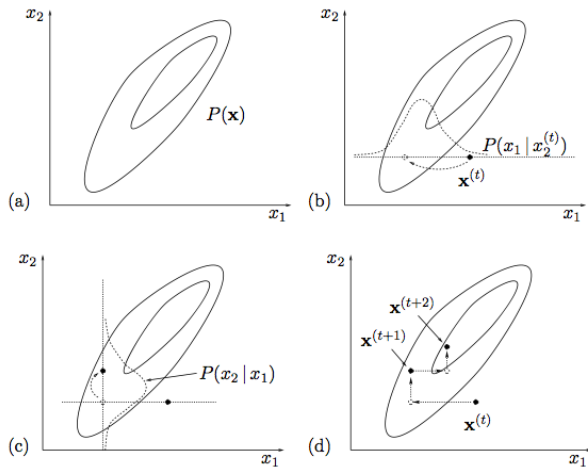 x₂
P(x)
(a)
x₁
x₂
P(x₁ | x₂⁽ᵗ⁾)
x⁽ᵗ⁾
(b)
x₁
x₂
P(x₂ | x₁)
(c)
x₁
x₂
x⁽ᵗ⁺²⁾
x⁽ᵗ⁺¹⁾
x⁽ᵗ⁾
(d)
x₁